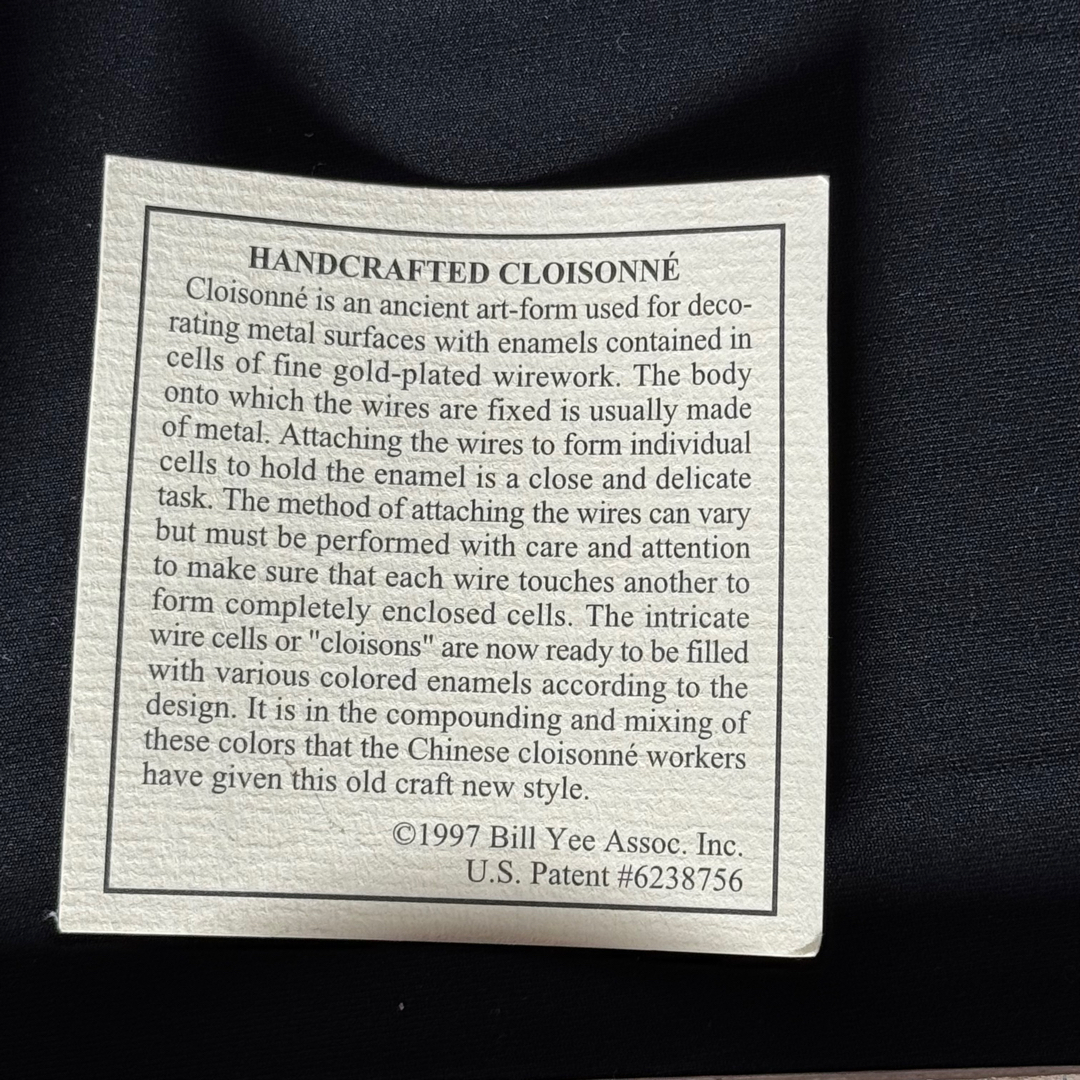 HANDCRAFTED CLOISONNÉ
Cloisonné is an ancient art-form used for deco-
rating metal surfaces with enamels contained in
cells of fine gold-plated wirework. The body
onto which the wires are fixed is usually made
of metal. Attaching the wires to form individual
cells to hold the enamel is a close and delicate
task. The method of attaching the wires can vary
but must be performed with care and attention
to make sure that each wire touches another to
form completely enclosed cells. The intricate
wire cells or "cloisons" are now ready to be filled
with various colored enamels according to the
design. It is in the compounding and mixing of
these colors that the Chinese cloisonné workers
have given this old craft new style.
©1997 Bill Yee Assoc. Inc.
U.S. Patent #6238756